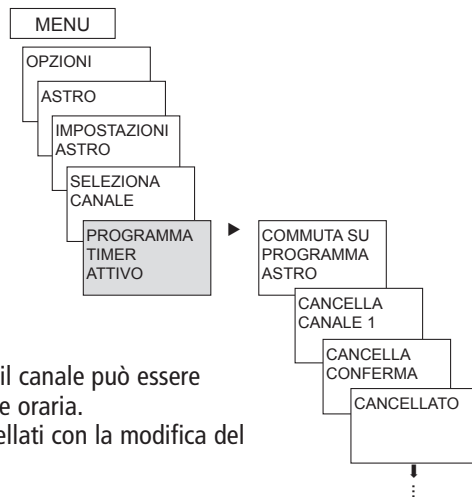 MENU
OPZIONI
ASTRO
IMPOSTAZIONI
ASTRO
SELEZIONA
CANALE
PROGRAMMA
TIMER
ATTIVO
COMMUTA SU
PROGRAMMA
ASTRO
CANCELLA
CANALE 1
CANCELLA
CONFERMA
CANCELLATO
il canale può essere
e oraria.
ellati con la modifica del